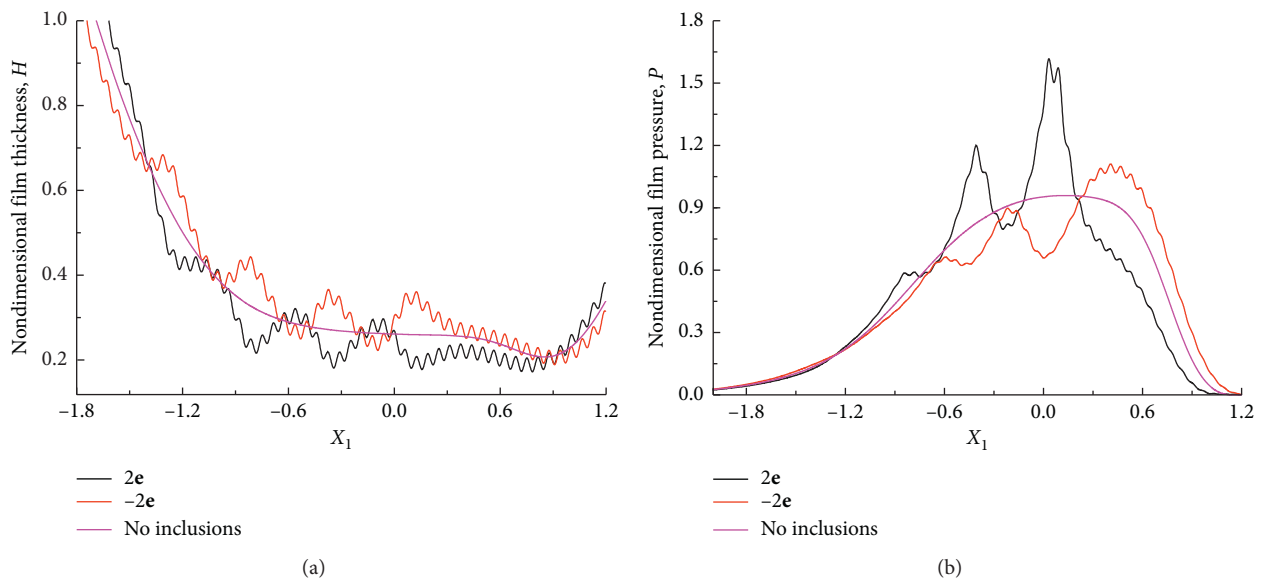 Nondimensional film thickness, H
1.0
0.8
0.6
0.4
0.2
−1.8 −1.2 −0.6 0.0 0.6 1.2
X1
2e
−2e
No inclusions
(a)
Nondimensional film pressure, P
1.8
1.5
1.2
0.9
0.6
0.3
0.0
−1.8 −1.2 −0.6 0.0 0.6 1.2
X1
2e
−2e
No inclusions
(b)